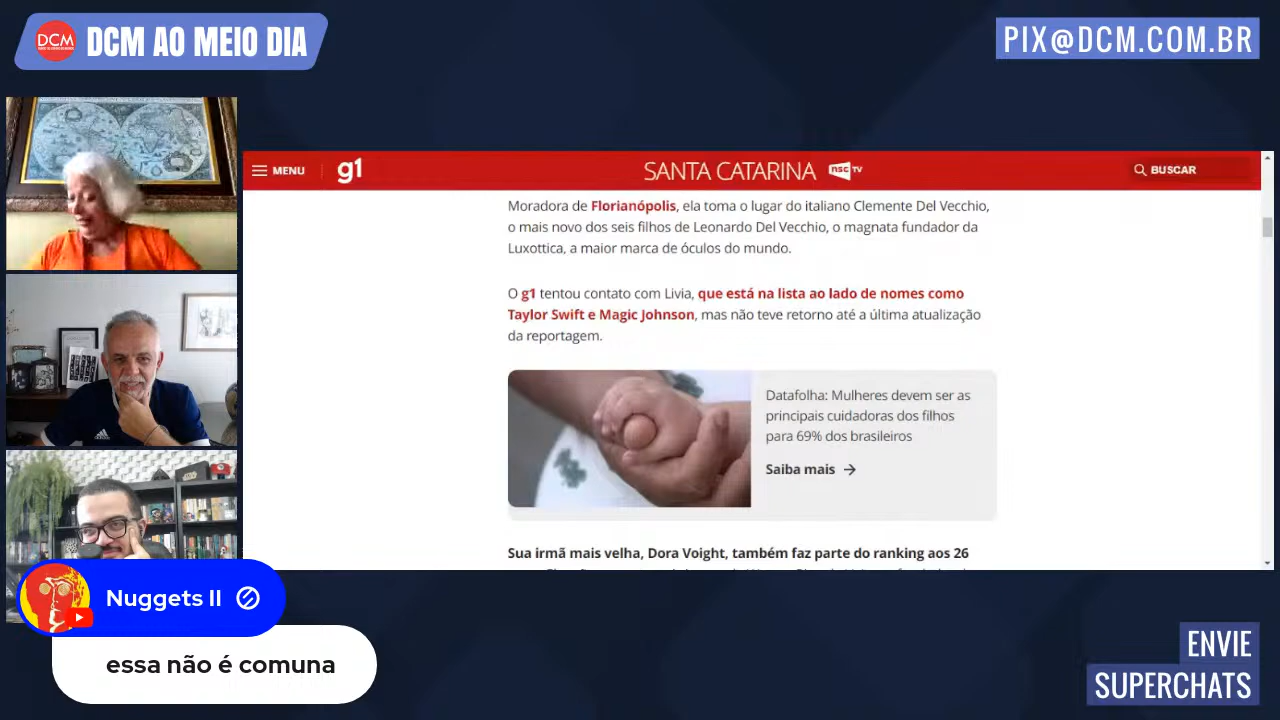 DCM
DCM AO MEIO DIA
PIX@DCM.COM.BR
MENU
g1
SANTA CATARINA
nsc TV
BUSCAR
Moradora de Florianópolis, ela toma o lugar do italiano Clemente Del Vecchio,
o mais novo dos seis filhos de Leonardo Del Vecchio, o magnata fundador da
Luxottica, a maior marca de óculos do mundo.
O g1 tentou contato com Livia, que está na lista ao lado de nomes como
Taylor Swift e Magic Johnson, mas não teve retorno até a última atualização
da reportagem.
Datafolha: Mulheres devem ser as
principais cuidadoras dos filhos
para 69% dos brasileiros
Saiba mais →
Sua irmã mais velha, Dora Voight, também faz parte do ranking aos 26
Nuggets II
essa não é comuna
ENVIE
SUPERCHATS